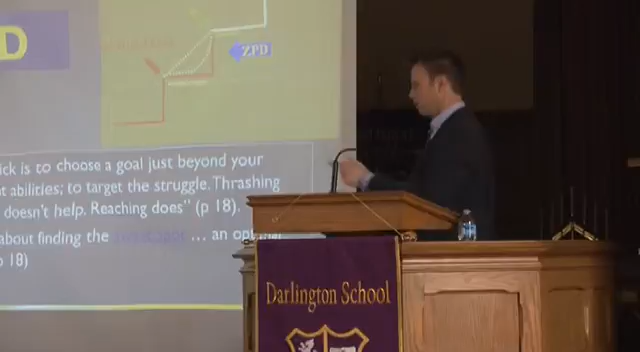 D
ZPD
ick is to choose a goal just beyond your
t abilities; to target the struggle. Thrashing
doesn't help. Reaching does" (p 18).
about finding the ... an
18)
Darlington School